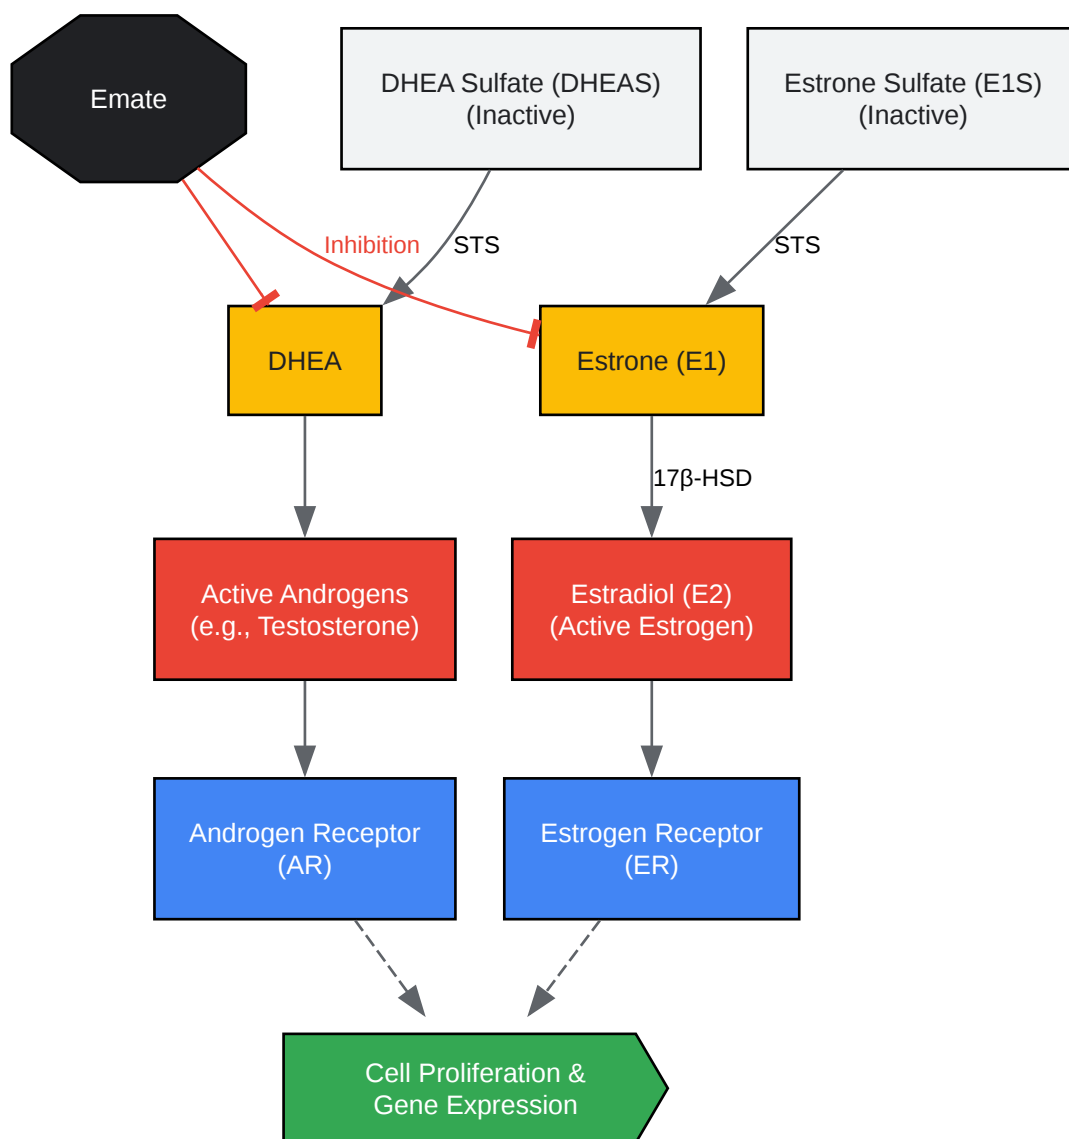 Emate
DHEA Sulfate (DHEAS)
(Inactive)
Estrone Sulfate (E1S)
(Inactive)
Inhibition
STS
STS
DHEA
Estrone (E1)
17β-HSD
Active Androgens
(e.g., Testosterone)
Estradiol (E2)
(Active Estrogen)
Androgen Receptor
(AR)
Estrogen Receptor
(ER)
Cell Proliferation &
Gene Expression